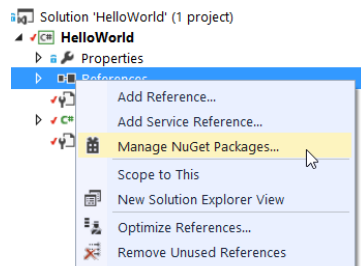 Solution 'HelloWorld' (1 project)
C# HelloWorld
Properties
References
Add Reference...
C# Add Service Reference...
Manage NuGet Packages...
Scope to This
New Solution Explorer View
Optimize References...
Remove Unused References